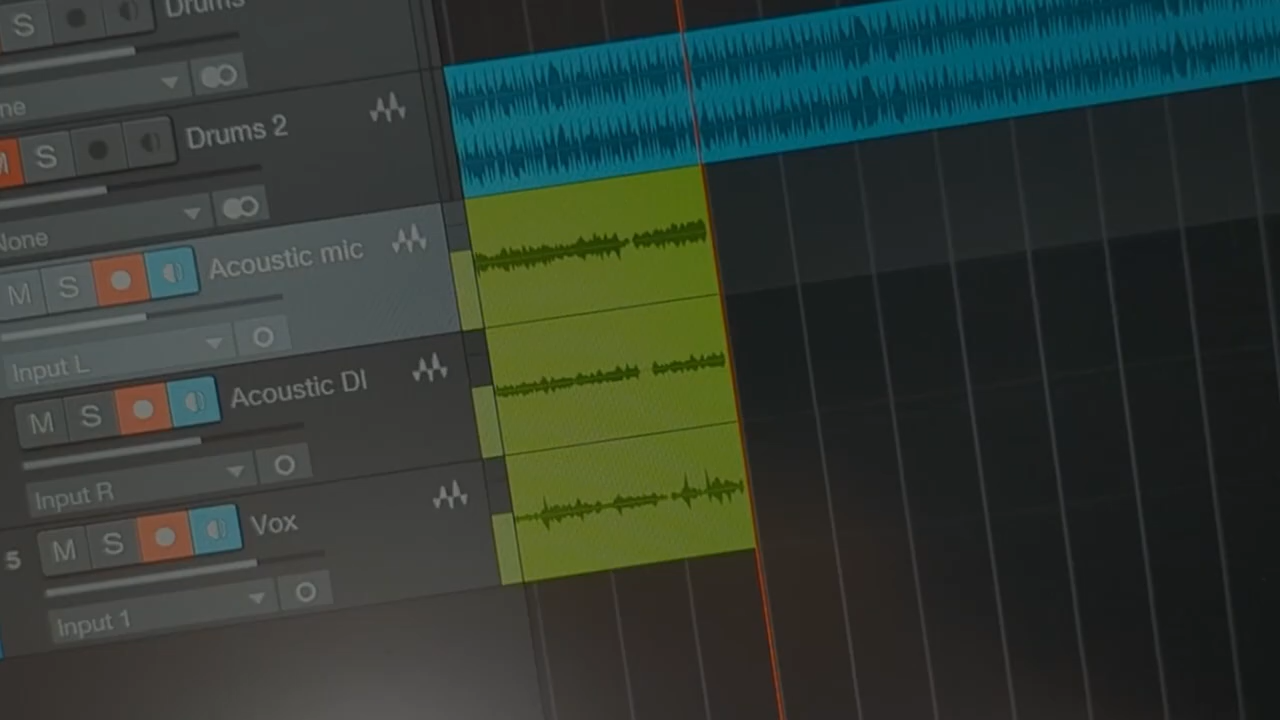 Drums
S
ne
Drums 2
M S
None
Acoustic mic
M S
Input L
Acoustic DI
M S
Input R
Vox
5 M S
Input 1